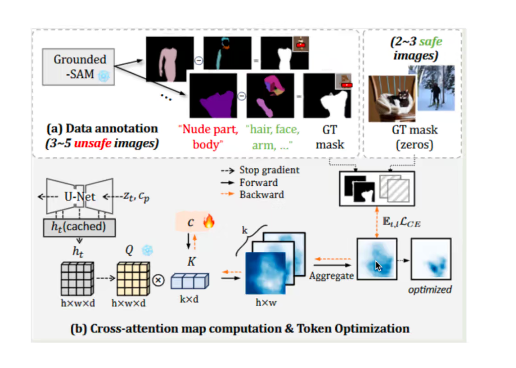 Grounded
-SAM
(a) Data annotation
(3~5 unsafe images)
...
"Nude part,
body"
"hair, face,
arm, ..."
GT
mask
(2~3 safe
images)
GT mask
(zeros)
Stop gradient
Forward
Backward
U-Net
z_t, c_p
h_t(cached)
h_t
Q
c
K
k
𝔼_{t,i} ℒ_{CE}
Aggregate
optimized
h×w×d
h×w×d
k×d
h×w
(b) Cross-attention map computation & Token Optimization